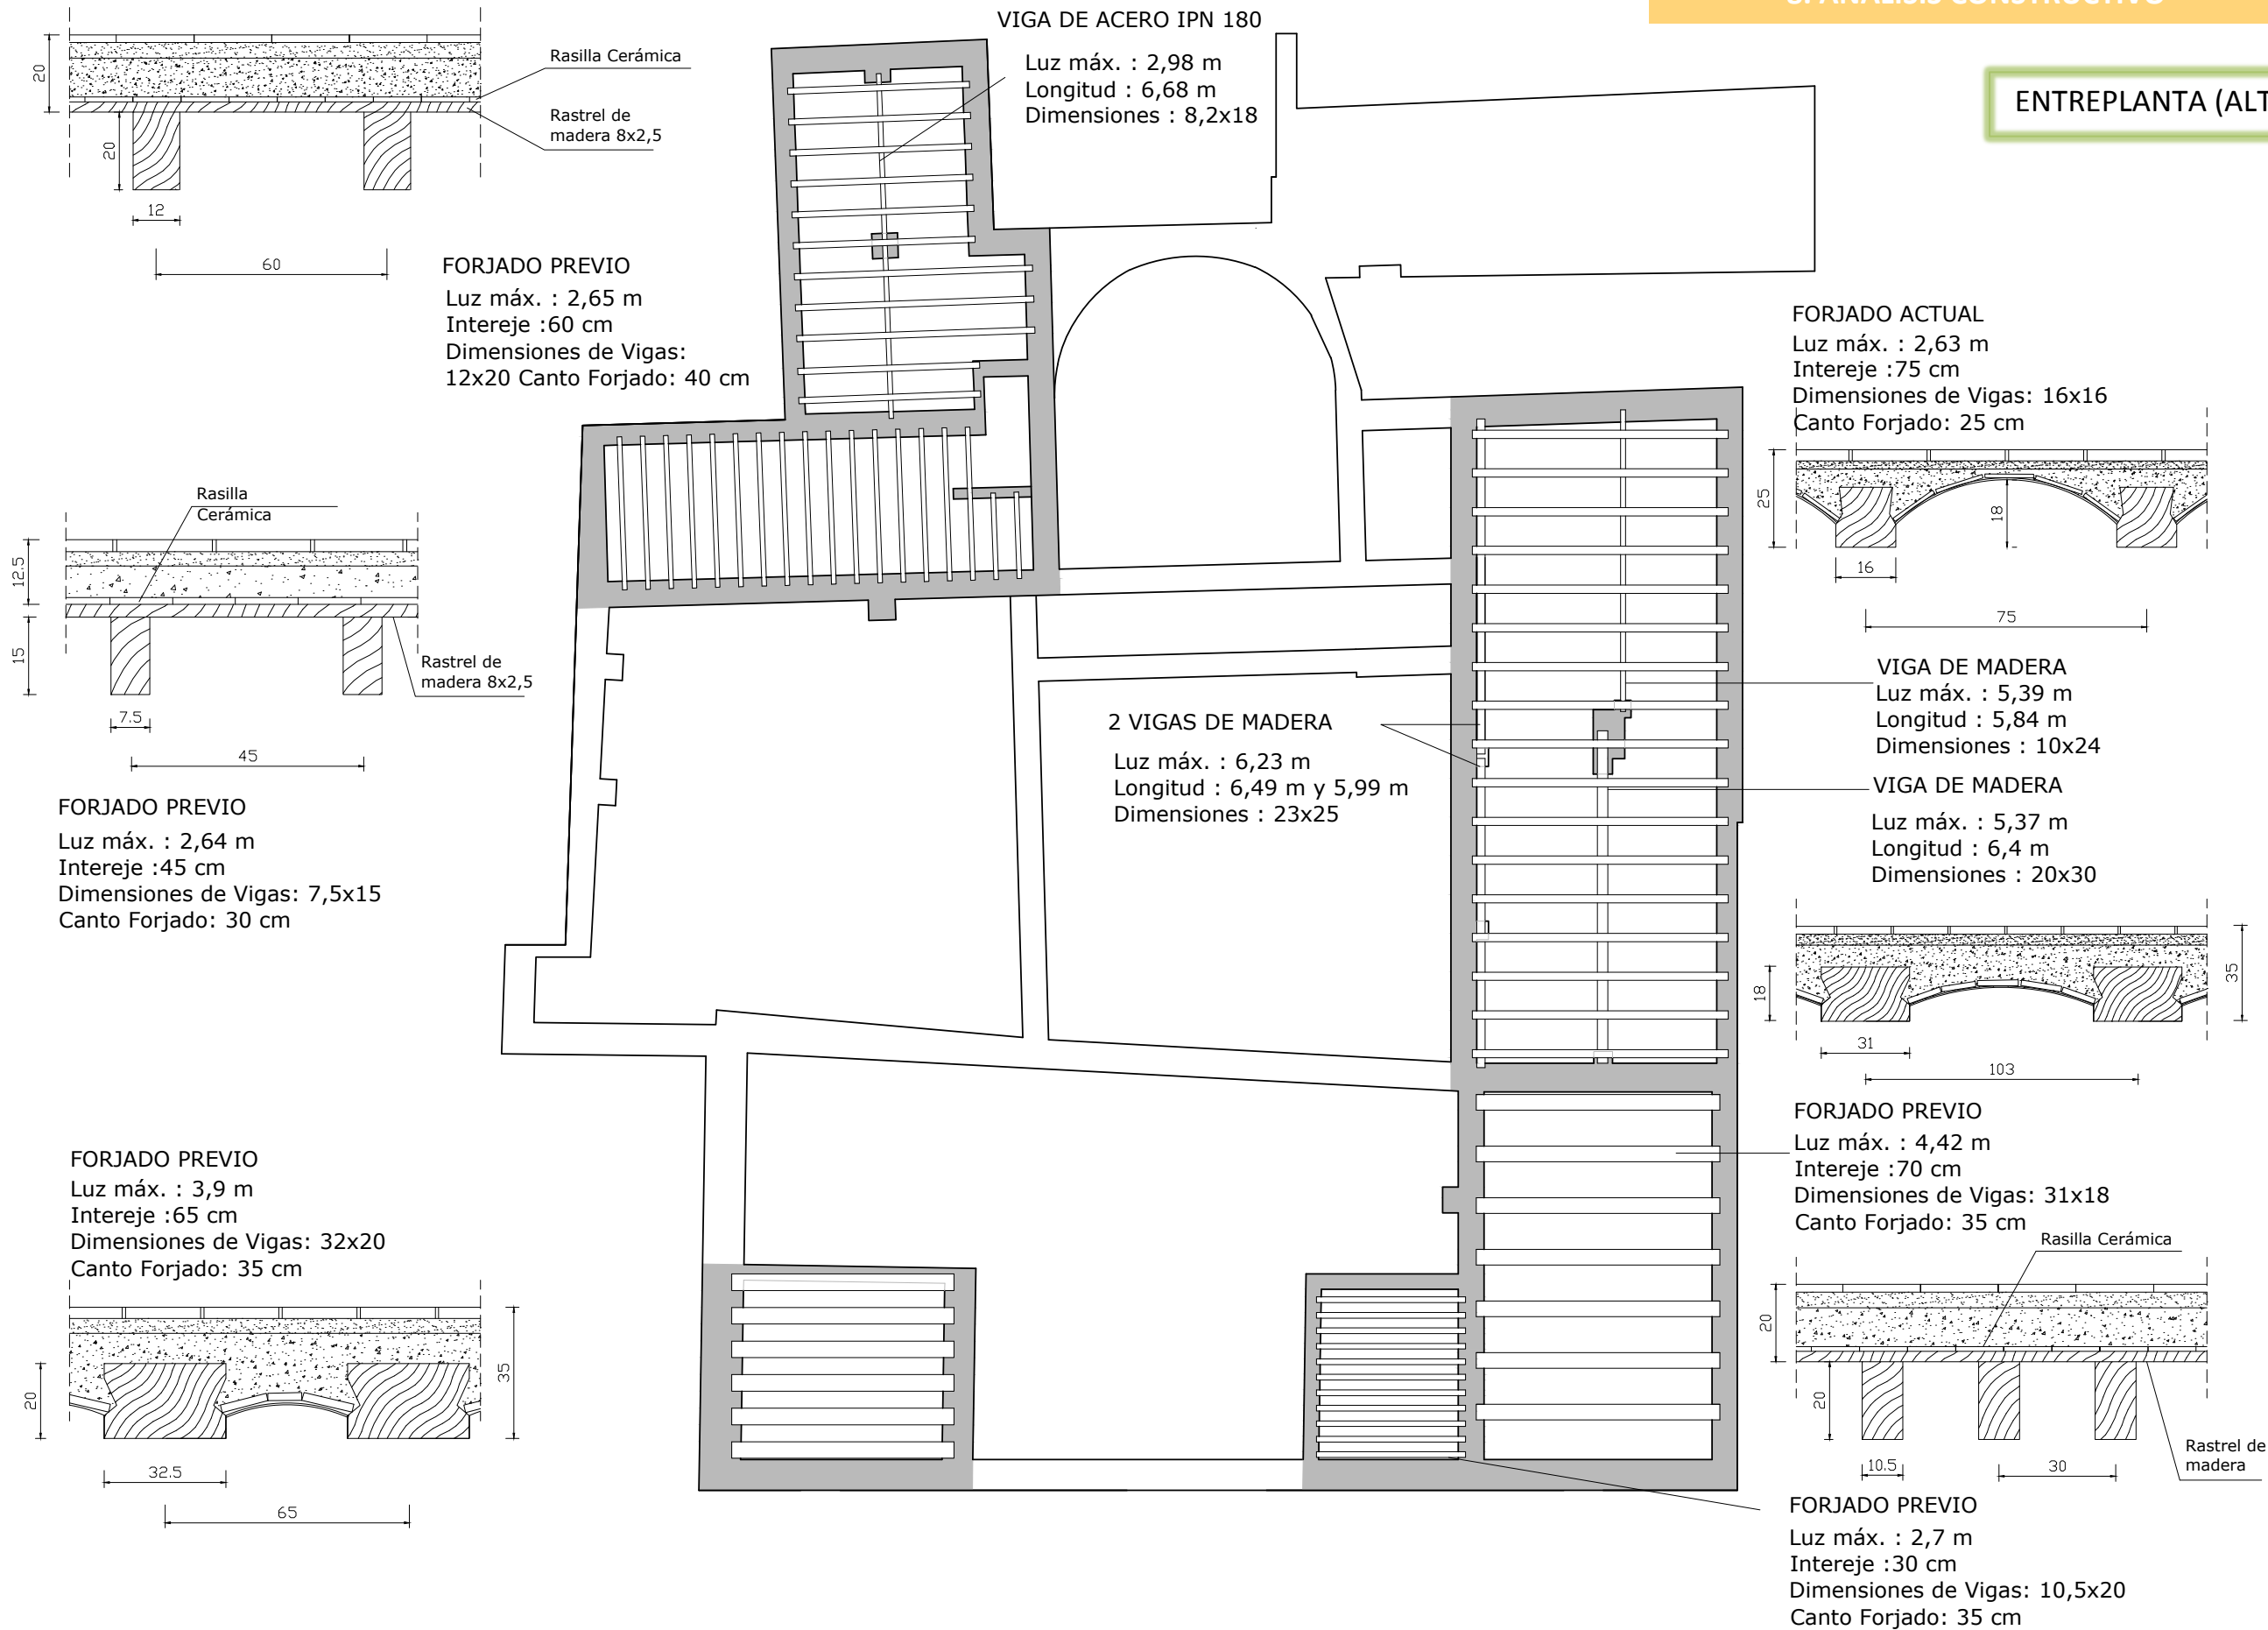 VIGA DE ACERO IPN 180
Luz máx. : 2,98 m
Longitud : 6,68 m
Dimensiones : 8,2x18
ENTREPLANTA (ALT
20
Rasilla Cerámica
Rastrel de
madera 8x2,5
20
12
60
FORJADO PREVIO
Luz máx. : 2,65 m
Intereje :60 cm
Dimensiones de Vigas:
12x20 Canto Forjado: 40 cm
Rasilla
Cerámica
12.5
15
Rastrel de
madera 8x2,5
7.5
45
FORJADO PREVIO
Luz máx. : 2,64 m
Intereje :45 cm
Dimensiones de Vigas: 7,5x15
Canto Forjado: 30 cm
FORJADO PREVIO
Luz máx. : 3,9 m
Intereje :65 cm
Dimensiones de Vigas: 32x20
Canto Forjado: 35 cm
20
35
32.5
65
2 VIGAS DE MADERA
Luz máx. : 6,23 m
Longitud : 6,49 m y 5,99 m
Dimensiones : 23x25
FORJADO ACTUAL
Luz máx. : 2,63 m
Intereje :75 cm
Dimensiones de Vigas: 16x16
Canto Forjado: 25 cm
25
18
16
75
VIGA DE MADERA
Luz máx. : 5,39 m
Longitud : 5,84 m
Dimensiones : 10x24
VIGA DE MADERA
Luz máx. : 5,37 m
Longitud : 6,4 m
Dimensiones : 20x30
18
35
31
103
FORJADO PREVIO
Luz máx. : 4,42 m
Intereje :70 cm
Dimensiones de Vigas: 31x18
Canto Forjado: 35 cm
Rasilla Cerámica
20
20
Rastrel de
madera
10.5
30
FORJADO PREVIO
Luz máx. : 2,7 m
Intereje :30 cm
Dimensiones de Vigas: 10,5x20
Canto Forjado: 35 cm